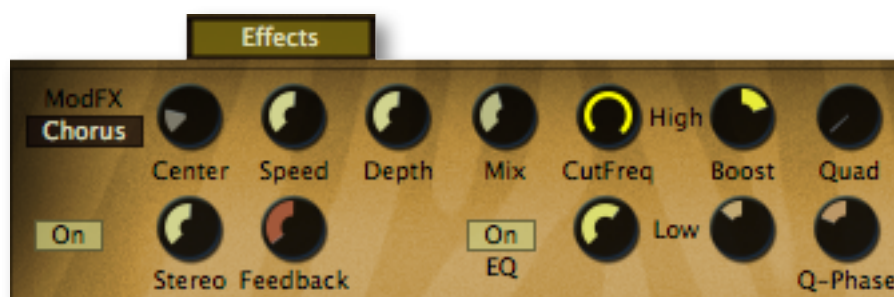 Effects
ModFX
Chorus
High
Center Speed Depth Mix CutFreq Boost Quad
On
On
Low
EQ
Stereo Feedback Q-Phase